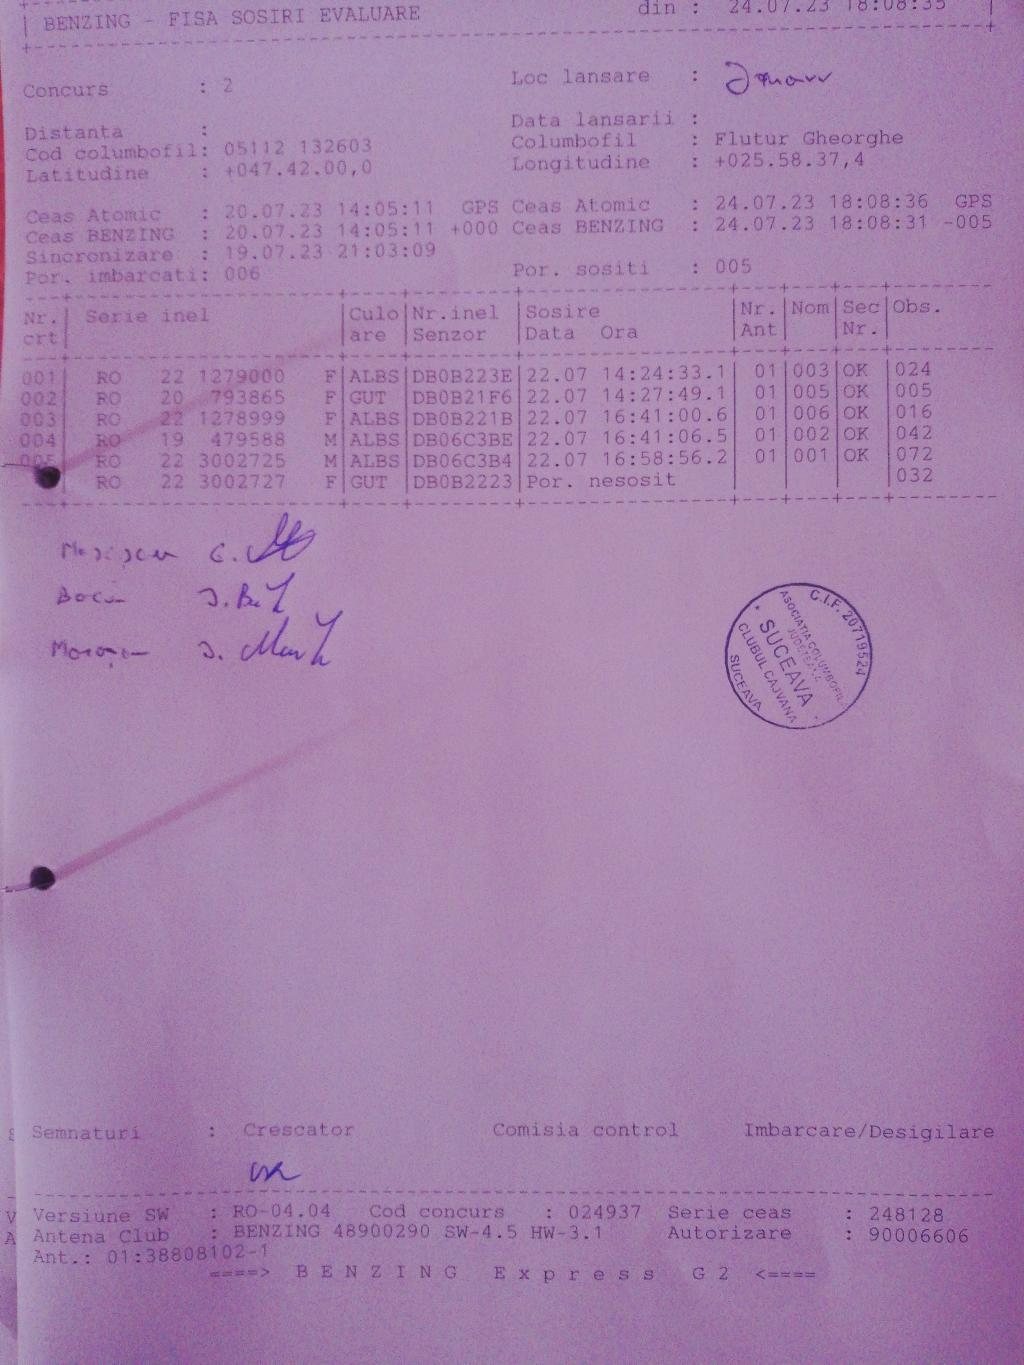 | BENZING - FISA SOSIRI EVALUARE din : 24.07.23 18:08:35 |
Concurs : 2 Loc lansare :
Distanta : Data lansarii :
Cod columbofil: 05112 132603 Columbofil : Flutur Gheorghe
Latitudine : +047.42.00,0 Longitudine : +025.58.37,4
Ceas Atomic : 20.07.23 14:05:11 GPS Ceas Atomic : 24.07.23 18:08:36 GPS
Ceas BENZING : 20.07.23 14:05:11 +000 Ceas BENZING : 24.07.23 18:08:31 -005
Sincronizare : 19.07.23 21:03:09
Por. imbarcati: 006 Por. sositi : 005
Nr.| Serie inel |Culo|Nr.inel |Sosire |Nr.|Nom|Sec|Obs.
crt| |are |Senzor |Data Ora |Ant| |Nr.|
001| RO 22 1279000 F|ALBS|DB0B223E|22.07 14:24:33.1| 01|003|OK |024
002| RO 20 793865 F|GUT |DB0B21F6|22.07 14:27:49.1| 01|005|OK |005
003| RO 22 1278999 F|ALBS|DB0B221B|22.07 16:41:00.6| 01|006|OK |016
004| RO 19 479588 M|ALBS|DB06C3BE|22.07 16:41:06.5| 01|002|OK |042
005| RO 22 3002725 M|ALBS|DB06C3B4|22.07 16:58:56.2| 01|001|OK |072
RO 22 3002727 F|GUT |DB0B2223|Por. nesosit | | | |032
C.I.F. 20719524
ASOCIATIA COLUMBOFILA
JUDETEANA
SUCEAVA
CLUBUL CAJVANA
SUCEAVA
Semnaturi : Crescator Comisia control Imbarcare/Desigilare
Versiune SW : RO-04.04 Cod concurs : 024937 Serie ceas : 248128
Antena Club : BENZING 48900290 SW-4.5 HW-3.1 Autorizare : 90006606
Ant.: 01:38808102-1
====> B E N Z I N G E x p r e s s G 2 <====